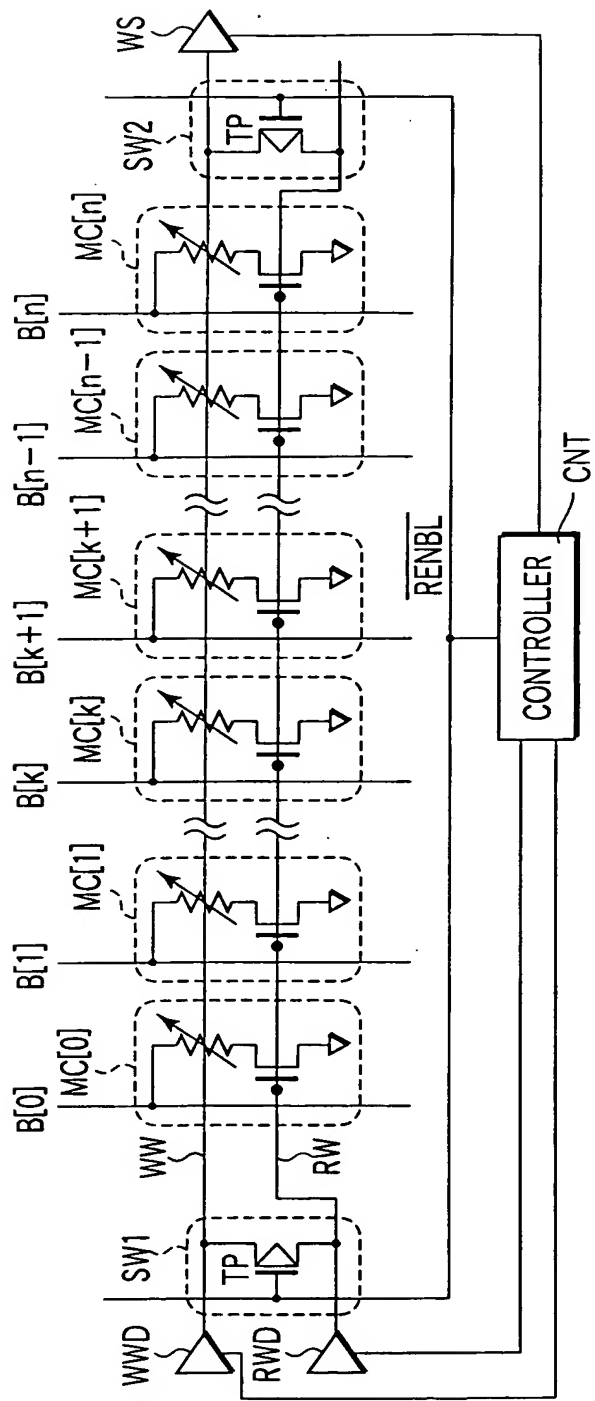 B[0]
B[1]
B[k]
B[k+1]
B[n-1]
B[n]
MC[0]
MC[1]
MC[k]
MC[k+1]
MC[n-1]
MC[n]
SW1
SW2
WWD
WW
WS
TP
TP
RWD
RW
RENBL
CONTROLLER
CNT